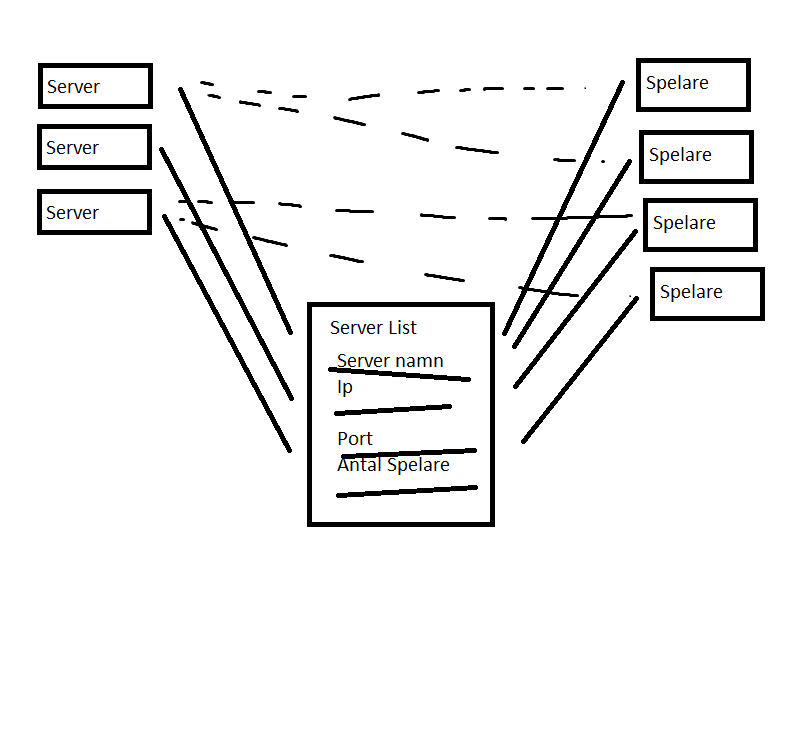 Server
Server
Server
Spelare
Spelare
Spelare
Spelare
Server List
Server namn
Ip
Port
Antal Spelare